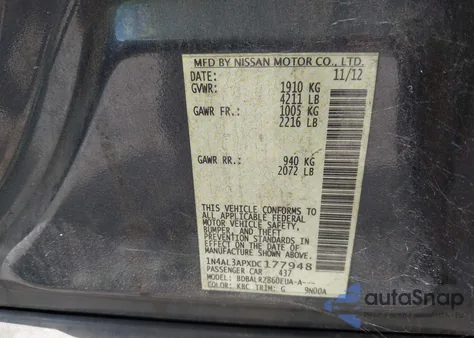 MFD BY NISSAN MOTOR CO., LTD.
DATE: 11/12
GVWR: 1910 KG
4211 LB
GAWR FR.: 1005 KG
2216 LB
GAWR RR.: 940 KG
2072 LB
THIS VEHICLE CONFORMS TO
ALL APPLICABLE FEDERAL
MOTOR VEHICLE SAFETY,
BUMPER, AND THEFT
PREVENTION STANDARDS IN
EFFECT ON THE DATE OF
MANUFACTURE SHOWN ABOVE.
1N4AL3APXDC177948
PASSENGER CAR 437
MODEL: BDBALRZB60EUA-A---
COLOR: KBC TRIM: G 9N00A
autoSnap